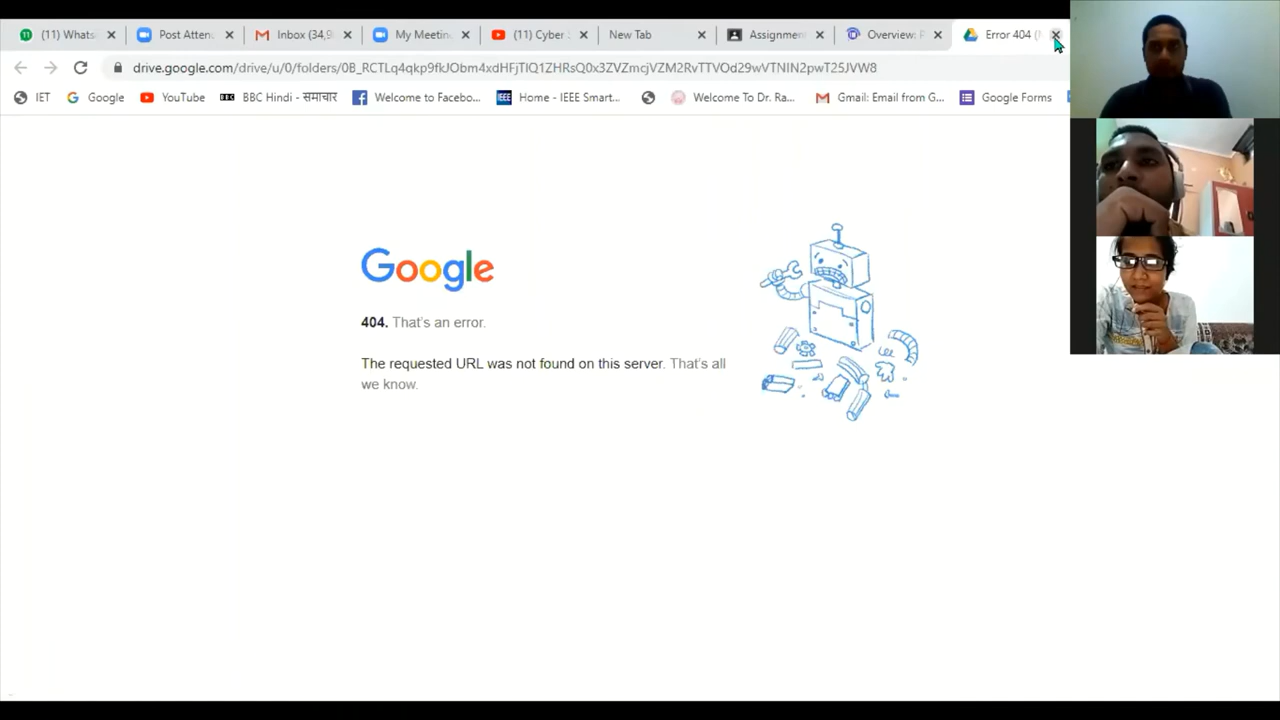 (11) Whats
Post Atten
Inbox (34,9
My Meetin
(11) Cyber
New Tab
Assignmen
Overview:
Error 404 (
drive.google.com/drive/u/0/folders/
IET
Google
YouTube
BBC Hindi - समाचार
Welcome to Facebo...
IEEE
Home - IEEE Smart...
Welcome To Dr. Ra...
Gmail: Email from G...
Google Forms
Google
404. That's an error.
The requested URL was not found on this server. That's all
we know.